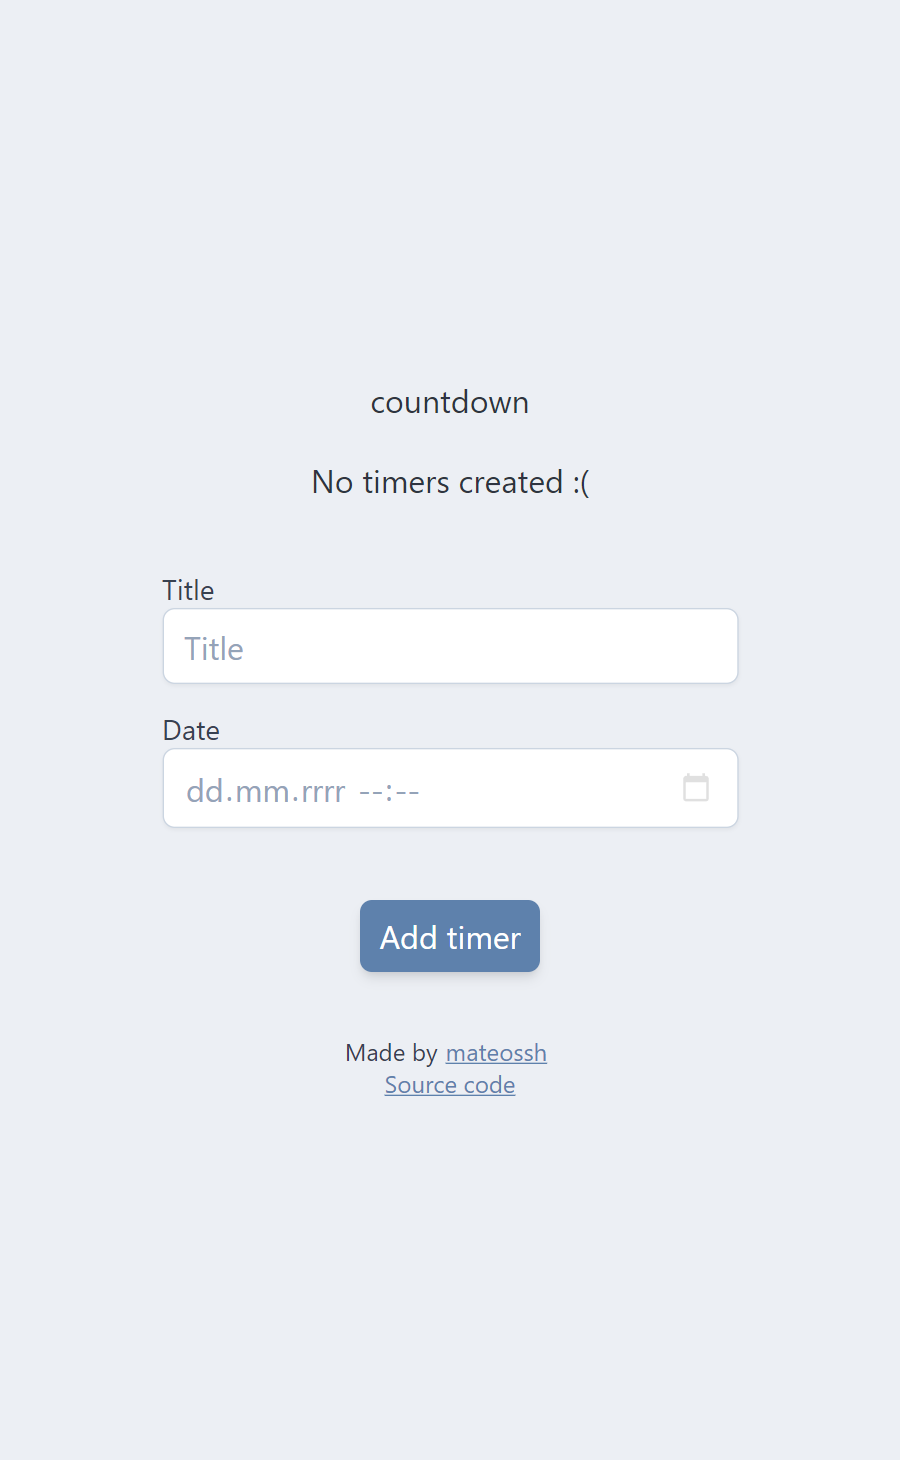 countdown
No timers created :(
Title
Title
Date
dd.mm.rrrr --:--
Add timer
Made by mateossh
Source code